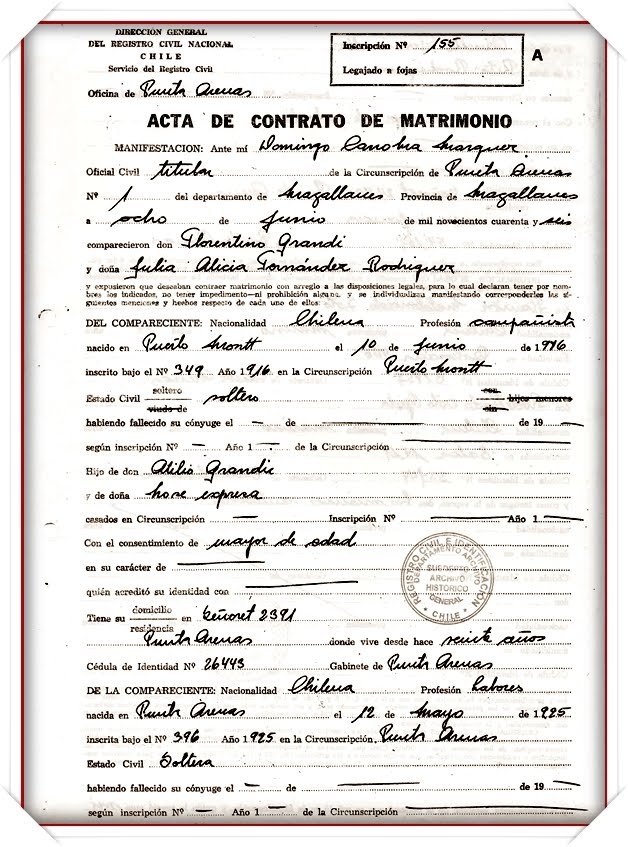 DIRECCION GENERAL
DEL REGISTRO CIVIL NACIONAL
CHILE
Servicio del Registro Civil
Oficina de Punta Arenas
Inscripción Nº 155
Legajado a fojas
A
ACTA DE CONTRATO DE MATRIMONIO
MANIFESTACION: Ante mí Domingo Canobra Marquez
Oficial Civil titular de la Circunscripción de Punta Arenas
Nº 1 del departamento de Magallanes Provincia de Magallanes
a ocho de junio de mil novecientos cuarenta y seis
comparecieron don Florentino Grandi
y doña Julia Alicia Fernández Rodriguez
y expusieron que deseaban contraer matrimonio con arreglo a las disposiciones legales, para lo cual declaran tener por nom-
bres los indicados, no tener impedimento—ni prohibición alguna, y se individualizan manifestando corresponderles las si-
guientes menciones y hechos respecto de cada uno de ellos:
DEL COMPARECIENTE: Nacionalidad Chilena Profesión campañista
nacido en Puerto Montt el 10 de junio de 1916
inscrito bajo el Nº 349 Año 1916 en la Circunscripción Puerto Montt
Estado Civil soltero viudo de soltero con sin hijos menores
habiendo fallecido su cónyuge el — de — de 19 —
según inscripción Nº — Año 1 — de la Circunscripción —
Hijo de don Atilio Grandi
y de doña no se expresa
casados en Circunscripción — Inscripción Nº — Año 1 —
Con el consentimiento de mayor de edad
en su carácter de —
quién acreditó su identidad con —
REGISTRO CIVIL E IDENTIFICACION
DEPARTAMENTO ARCHIVO
ARCHIVO
HISTORICO
GENERAL
CHILE
Tiene su domicilio residencia en Señoret 2391
Punta Arenas donde vive desde hace veinte años
Cédula de Identidad Nº 26443 Gabinete de Punta Arenas
DE LA COMPARECIENTE: Nacionalidad Chilena Profesión Labores
nacida en Punta Arenas el 12 de Mayo de 1925
inscrita bajo el Nº 396 Año 1925 en la Circunscripción Punta Arenas
Estado Civil Soltera
habiendo fallecido su cónyuge el — de — de 19 —
según inscripción Nº — Año 1 — de la Circunscripción —